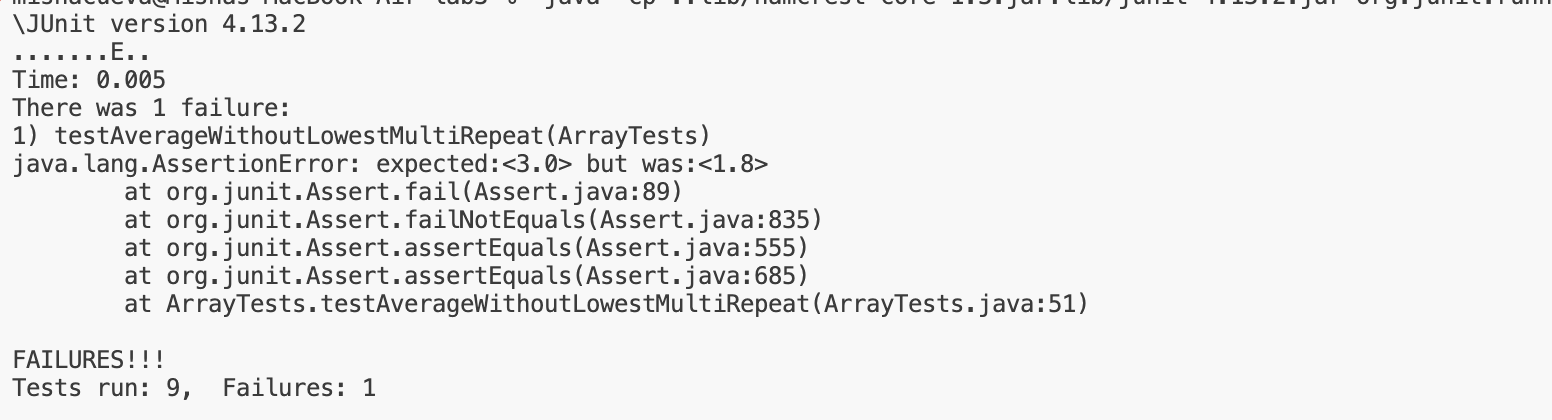 \JUnit version 4.13.2
.......E..
Time: 0.005
There was 1 failure:
1) testAverageWithoutLowestMultiRepeat(ArrayTests)
java.lang.AssertionError: expected:<3.0> but was:<1.8>
        at org.junit.Assert.fail(Assert.java:89)
        at org.junit.Assert.failNotEquals(Assert.java:835)
        at org.junit.Assert.assertEquals(Assert.java:555)
        at org.junit.Assert.assertEquals(Assert.java:685)
        at ArrayTests.testAverageWithoutLowestMultiRepeat(ArrayTests.java:51)
FAILURES!!!
Tests run: 9,  Failures: 1